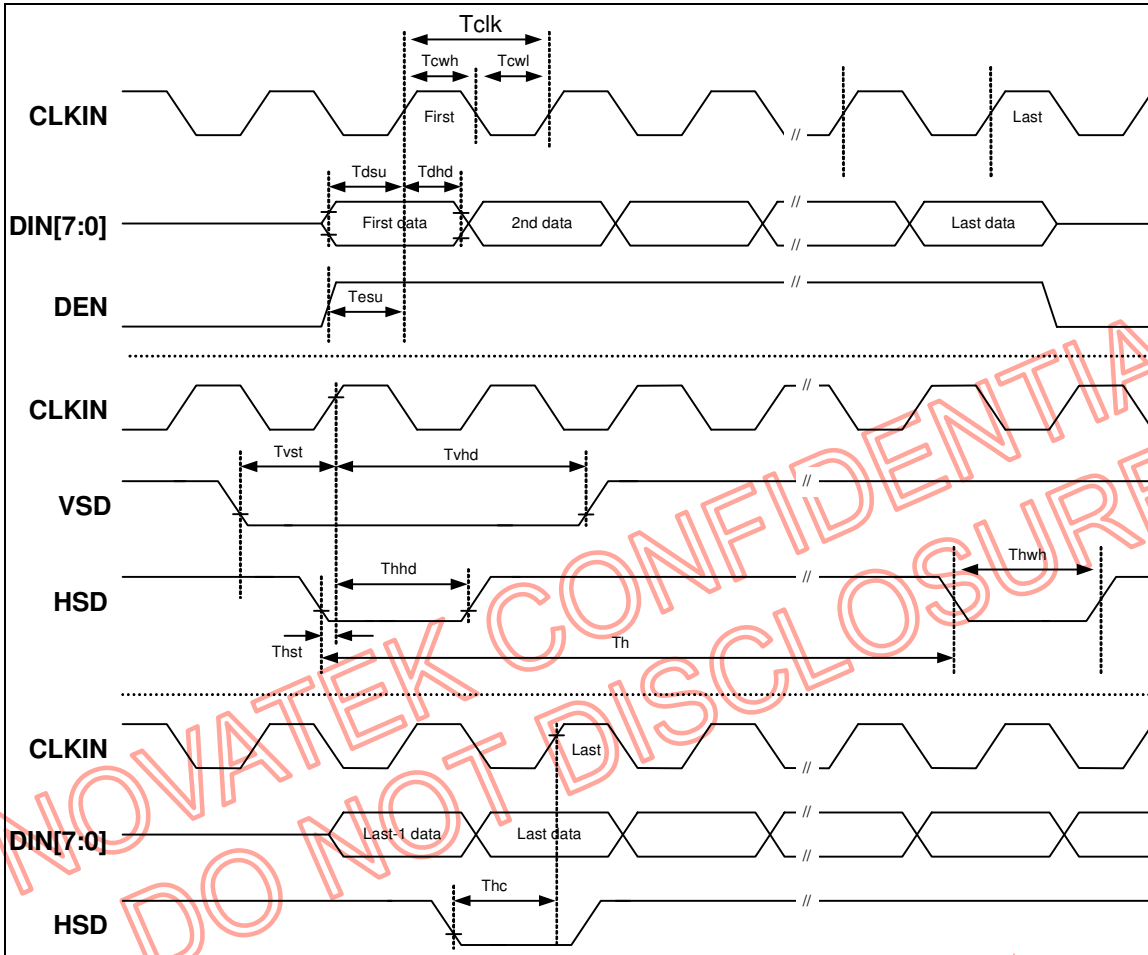 Tclk
Tcwh Tcwl
CLKIN First // Last
Tdsu Tdhd
DIN[7:0] First data 2nd data // // Last data
DEN Tesu //
CLKIN //
Tvst Tvhd
VSD //
HSD Thhd // Thwh
Thst Th
CLKIN Last //
DIN[7:0] Last-1 data Last data // //
HSD Thc //
NOVATEK CONFIDENTIA
DO NOT DISCLOSURE